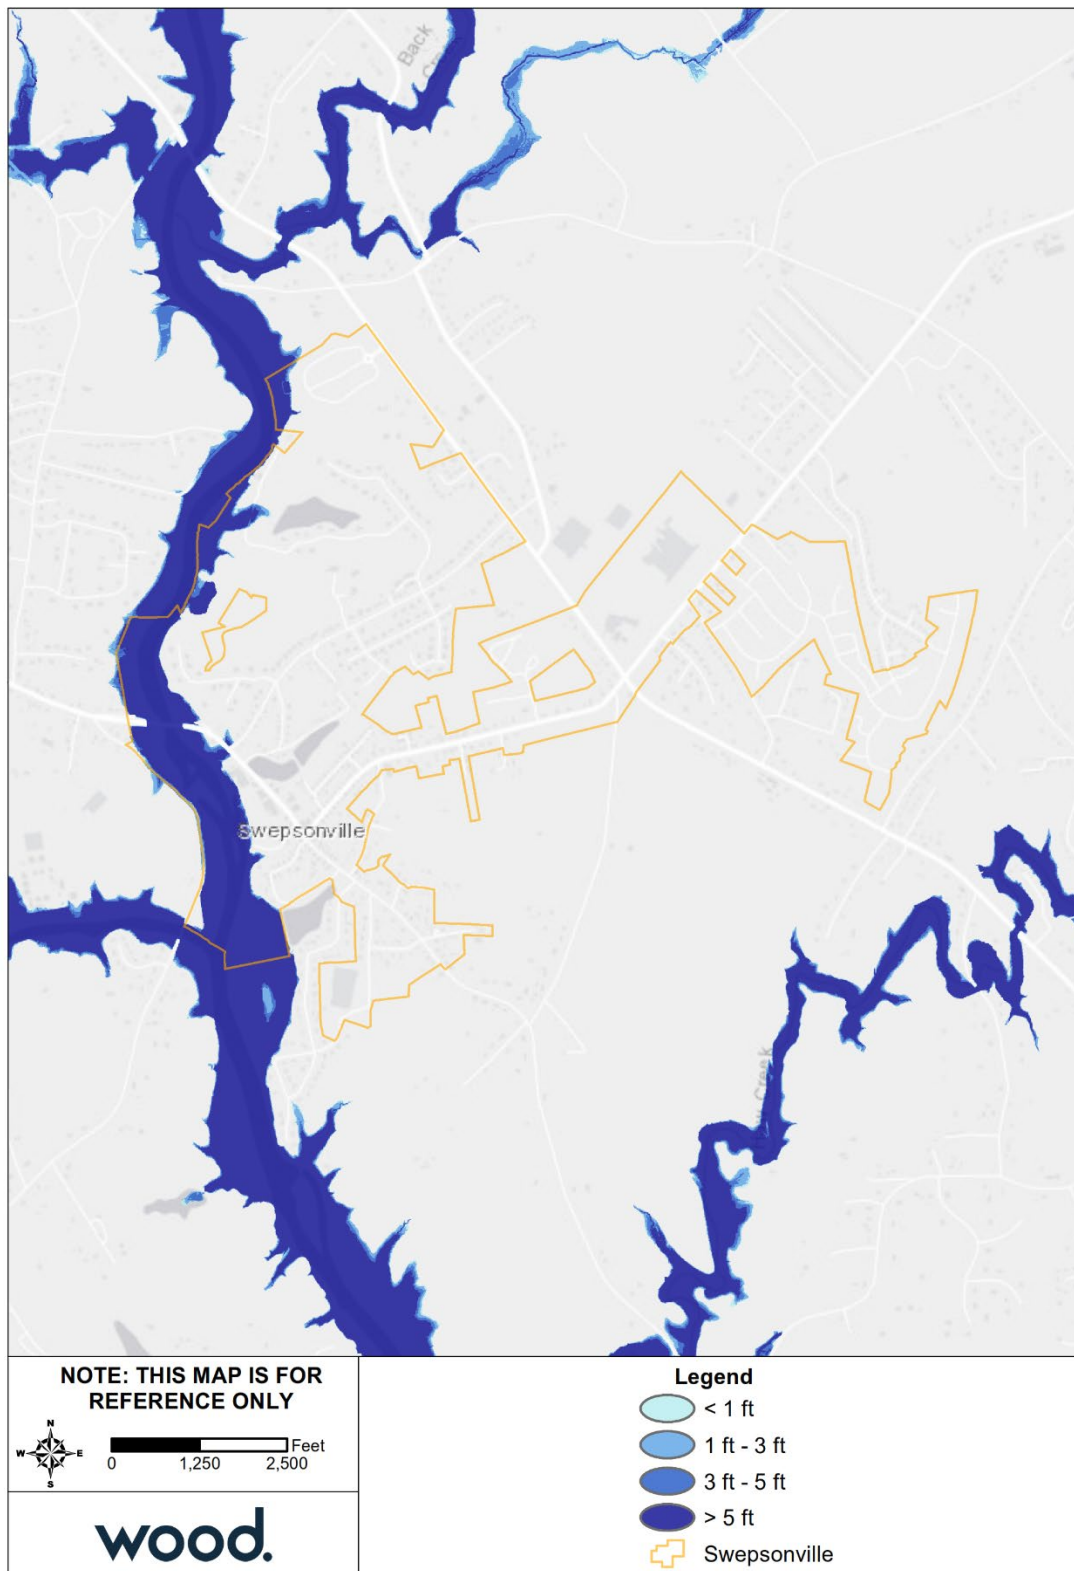 Back
Creek
Swepsonville
Creek
NOTE: THIS MAP IS FOR
REFERENCE ONLY
N
W E
S
Feet
0 1,250 2,500
wood.
Legend
< 1 ft
1 ft - 3 ft
3 ft - 5 ft
> 5 ft
Swepsonville